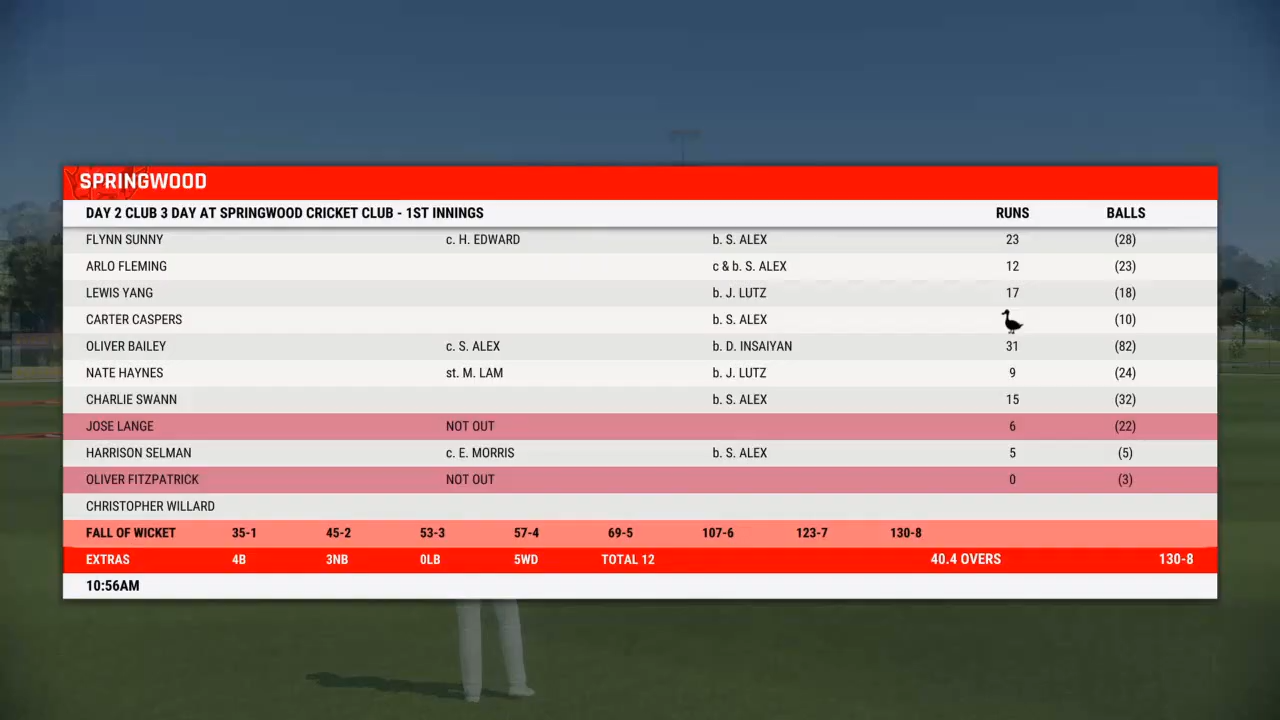 SPRINGWOOD
DAY 2 CLUB 3 DAY AT SPRINGWOOD CRICKET CLUB - 1ST INNINGS RUNS BALLS
FLYNN SUNNY c. H. EDWARD b. S. ALEX 23 (28)
ARLO FLEMING c & b. S. ALEX 12 (23)
LEWIS YANG b. J. LUTZ 17 (18)
CARTER CASPERS b. S. ALEX (10)
OLIVER BAILEY c. S. ALEX b. D. INSAIYAN 31 (82)
NATE HAYNES st. M. LAM b. J. LUTZ 9 (24)
CHARLIE SWANN b. S. ALEX 15 (32)
JOSE LANGE NOT OUT 6 (22)
HARRISON SELMAN c. E. MORRIS b. S. ALEX 5 (5)
OLIVER FITZPATRICK NOT OUT 0 (3)
CHRISTOPHER WILLARD
FALL OF WICKET 35-1 45-2 53-3 57-4 69-5 107-6 123-7 130-8
EXTRAS 4B 3NB 0LB 5WD TOTAL 12 40.4 OVERS 130-8
10:56AM